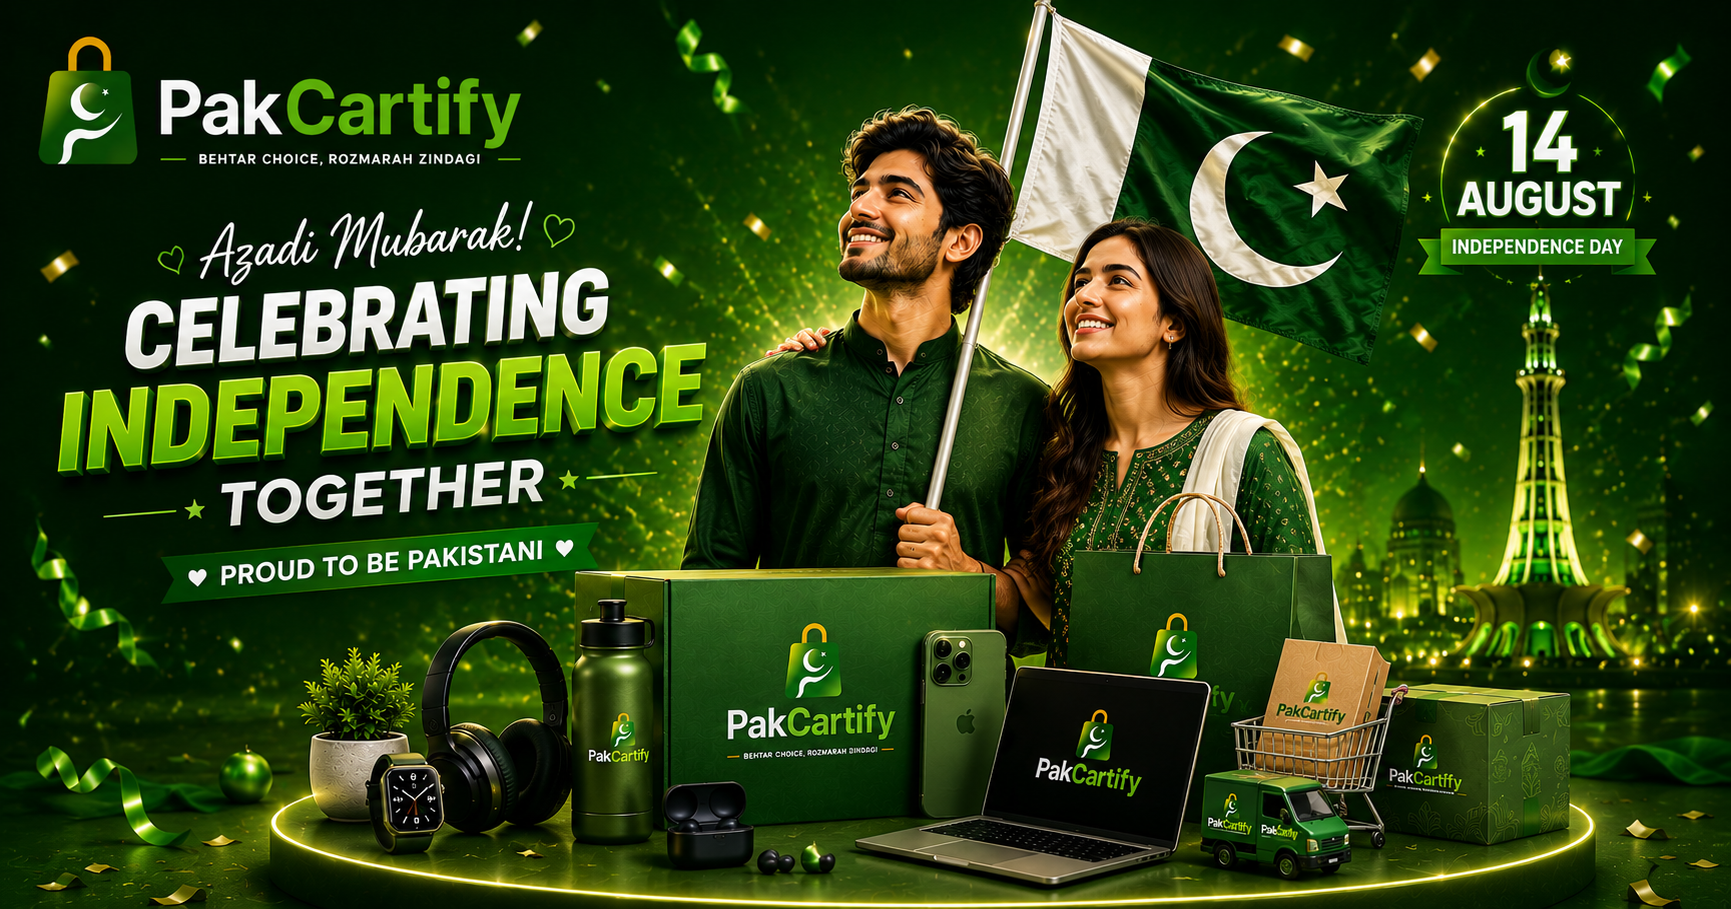 PakCartify
BEHTAR CHOICE, ROZMARAH ZINDAGI
Azadi Mubarak!
CELEBRATING
INDEPENDENCE
TOGETHER
PROUD TO BE PAKISTANI
14
AUGUST
INDEPENDENCE DAY
PakCartify
PakCartify
BEHTAR CHOICE, ROZMARAH ZINDAGI
PakCartify
PakCartify
PakCartify
PakCartify
PakCartify